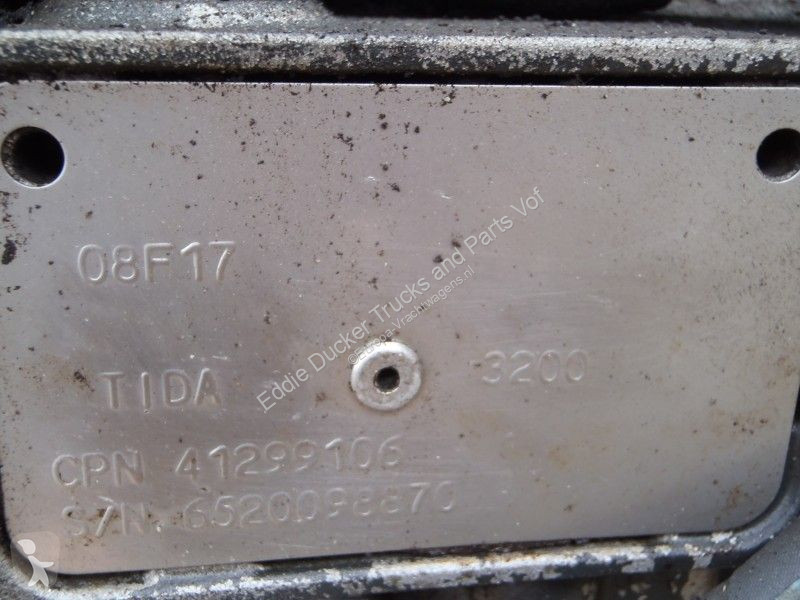 08F17
TIDA 3200
CPN 41299106
S/N. 6520098870
Eddie Ducker Trucks and Parts Vof